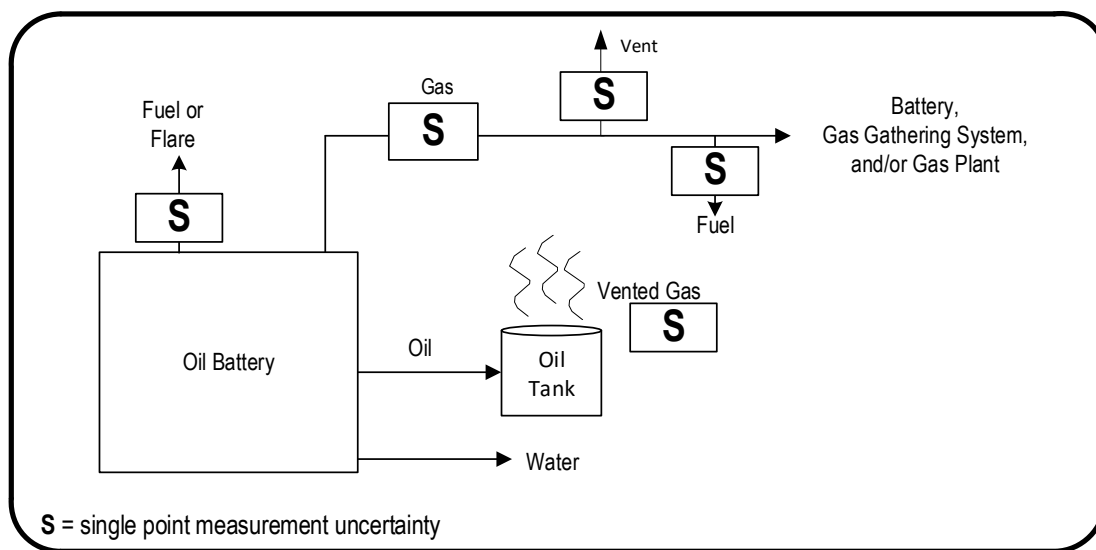 Vent
S
Gas
S
Fuel or
Flare
S
Battery,
Gas Gathering System,
and/or Gas Plant
S
Fuel
Vented Gas
S
Oil Battery
Oil
Oil
Tank
Water
S = single point measurement uncertainty